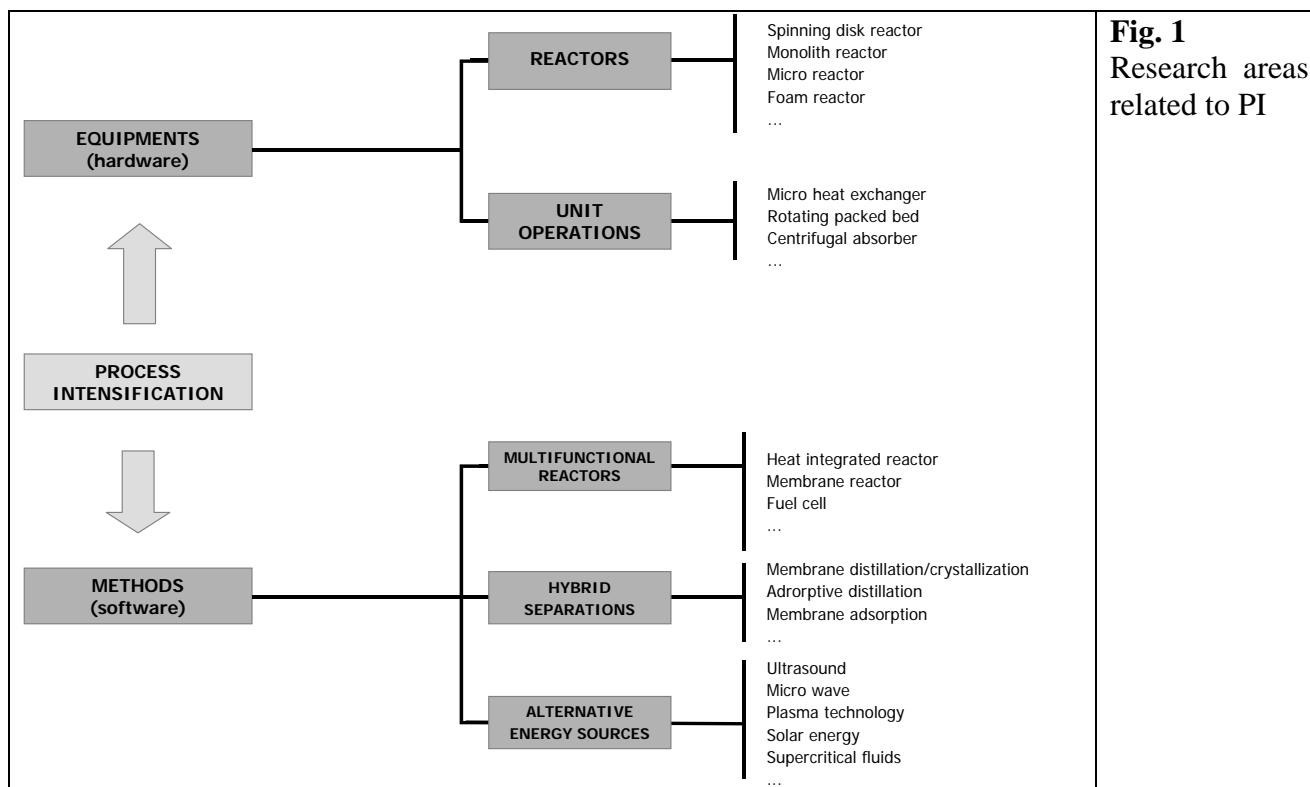 REACTORS
Spinning disk reactor
Monolith reactor
Micro reactor
Foam reactor
…
EQUIPMENTS
(hardware)
UNIT
OPERATIONS
Micro heat exchanger
Rotating packed bed
Centrifugal absorber
…
PROCESS
INTENSIFICATION
MULTIFUNCTIONAL
REACTORS
Heat integrated reactor
Membrane reactor
Fuel cell
…
METHODS
(software)
HYBRID
SEPARATIONS
Membrane distillation/crystallization
Adrorptive distillation
Membrane adsorption
…
ALTERNATIVE
ENERGY SOURCES
Ultrasound
Micro wave
Plasma technology
Solar energy
Supercritical fluids
…
Fig. 1
Research areas
related to PI